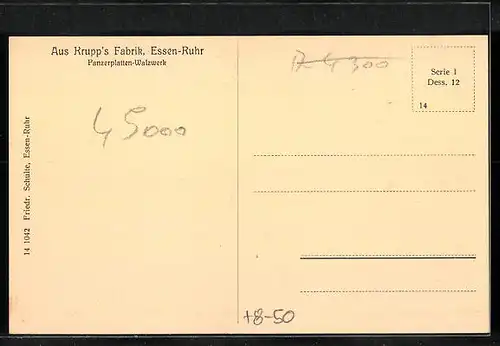 Aus Krupp's Fabrik, Essen-Ruhr
Panzerplatten-Walzwerk
45000
14 1042 Friedr. Schulte, Essen-Ruhr
4300
Serie I
Dess. 12
14
+8-50